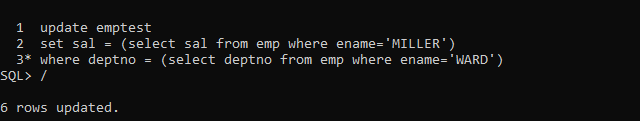 1  update emptest
2  set sal = (select sal from emp where ename='MILLER')
3* where deptno = (select deptno from emp where ename='WARD')
SQL> /
6 rows updated.